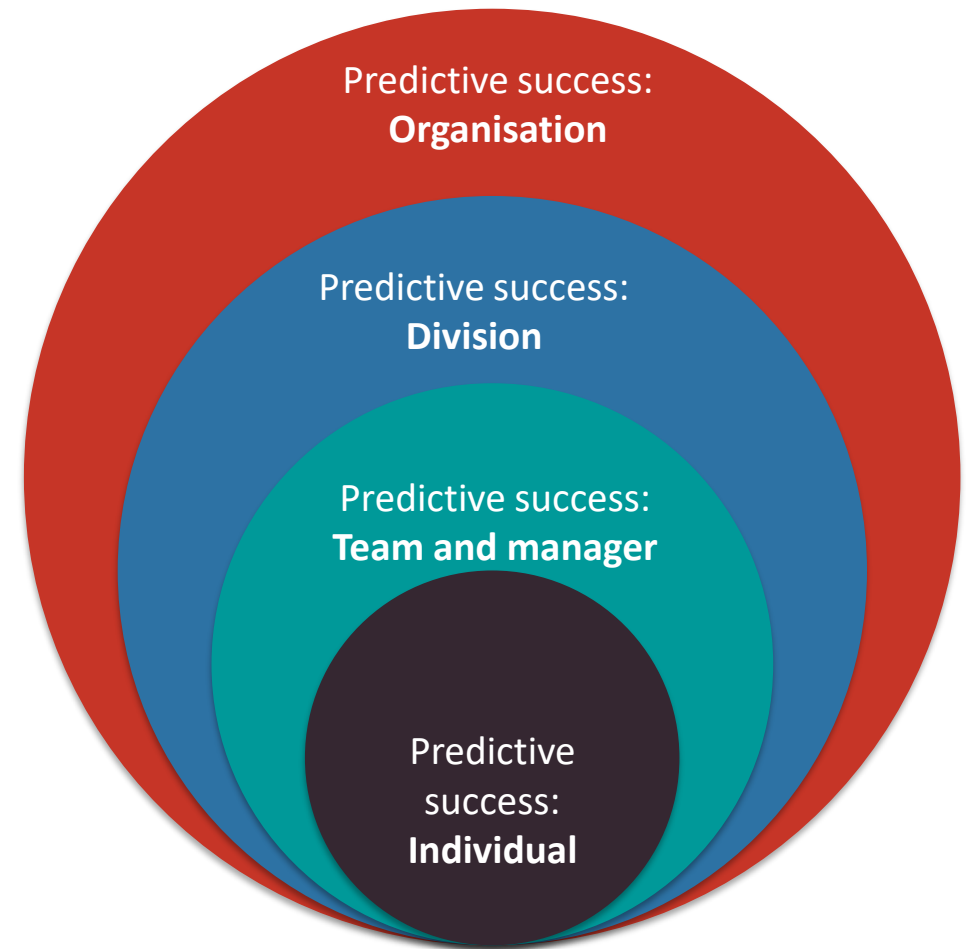 Predictive success:
Organisation
Predictive success:
Division
Predictive success:
Team and manager
Predictive
success:
Individual